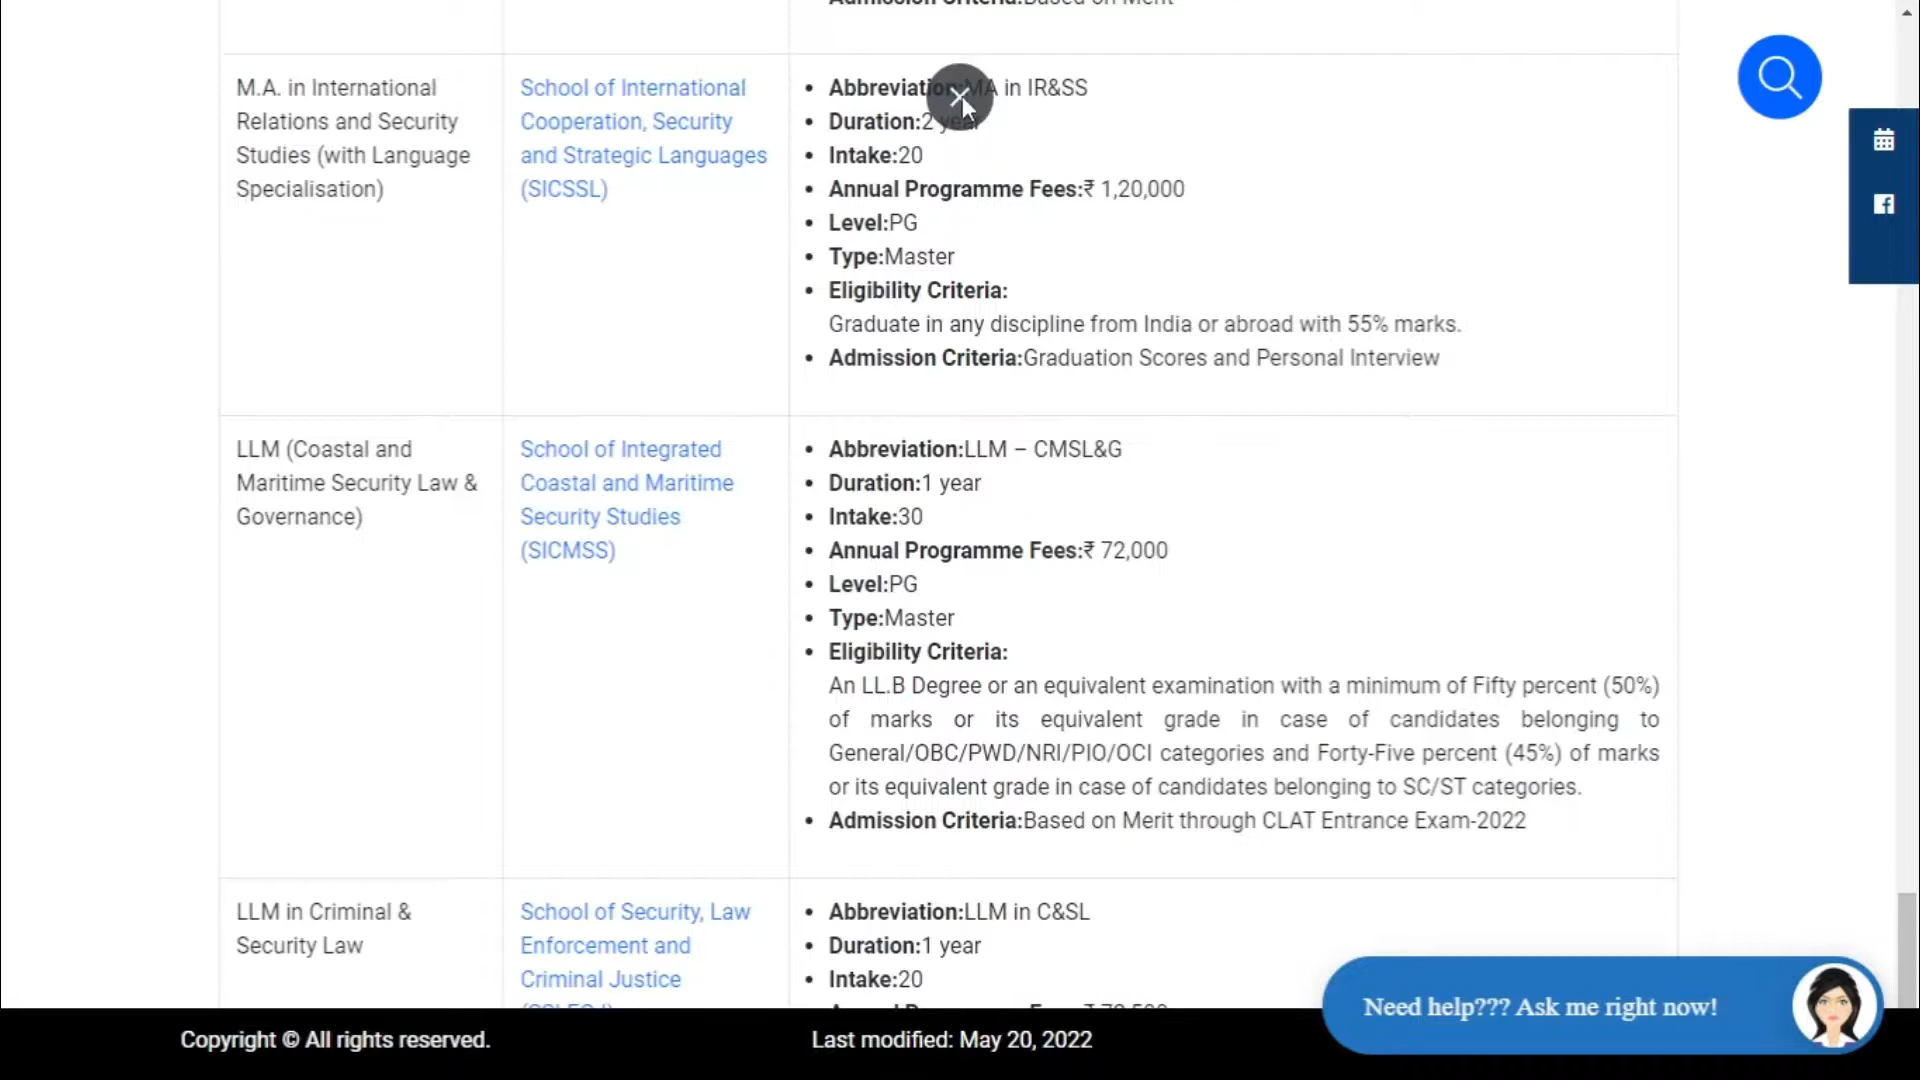 M.A. in International
Relations and Security
Studies (with Language
Specialisation)
School of International
Cooperation, Security
and Strategic Languages
(SICSSL)
• Abbreviation:MA in IR&SS
• Duration:2 year
• Intake:20
• Annual Programme Fees:₹ 1,20,000
• Level:PG
• Type:Master
• Eligibility Criteria:
Graduate in any discipline from India or abroad with 55% marks.
• Admission Criteria:Graduation Scores and Personal Interview
LLM (Coastal and
Maritime Security Law &
Governance)
School of Integrated
Coastal and Maritime
Security Studies
(SICMSS)
• Abbreviation:LLM – CMSL&G
• Duration:1 year
• Intake:30
• Annual Programme Fees:₹ 72,000
• Level:PG
• Type:Master
• Eligibility Criteria:
An LL.B Degree or an equivalent examination with a minimum of Fifty percent (50%)
of marks or its equivalent grade in case of candidates belonging to
General/OBC/PWD/NRI/PIO/OCI categories and Forty-Five percent (45%) of marks
or its equivalent grade in case of candidates belonging to SC/ST categories.
• Admission Criteria:Based on Merit through CLAT Entrance Exam-2022
LLM in Criminal &
Security Law
School of Security, Law
Enforcement and
Criminal Justice
• Abbreviation:LLM in C&SL
• Duration:1 year
• Intake:20
Need help??? Ask me right now!
Copyright © All rights reserved.
Last modified: May 20, 2022